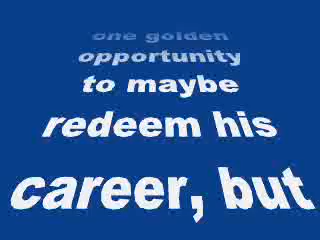 one golden
opportunity
to maybe
redeem his
career, but